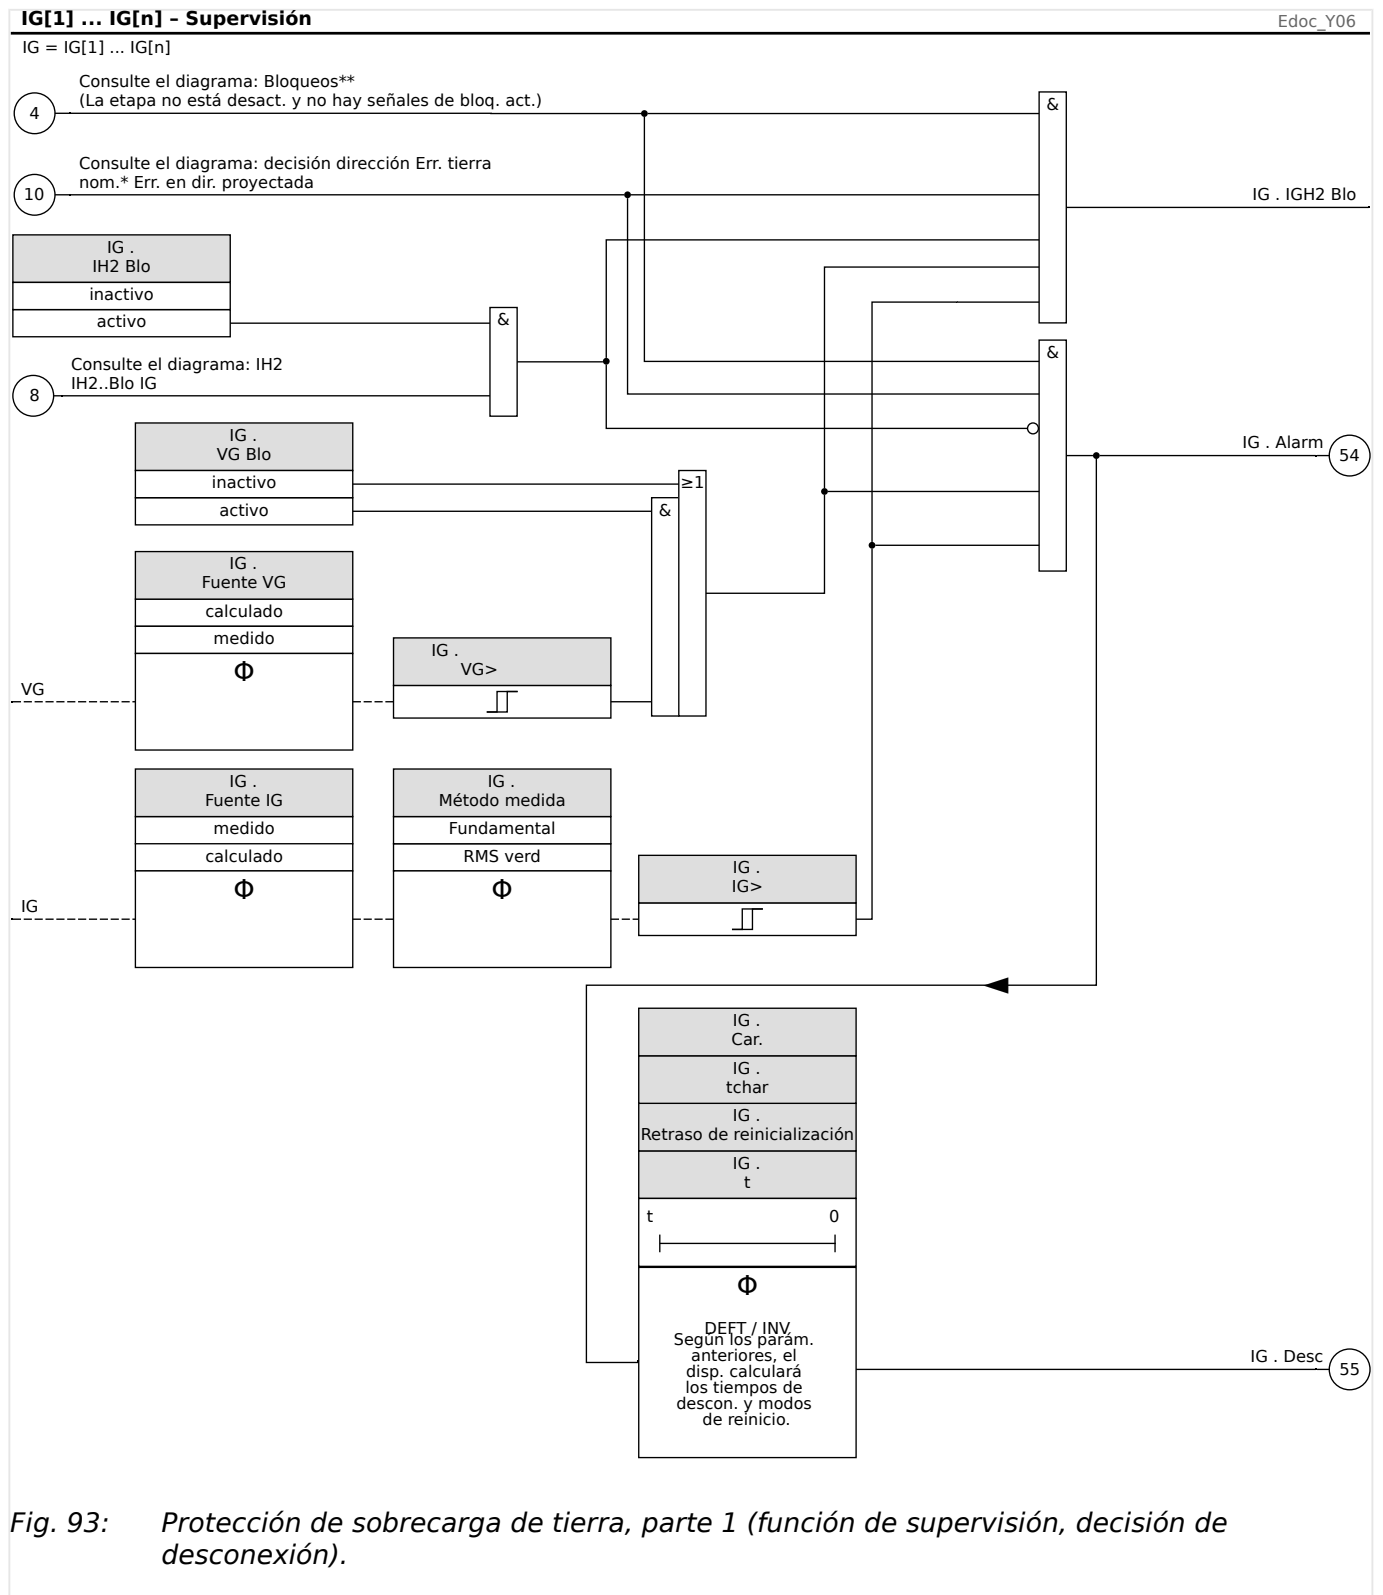 IG[1] ... IG[n] – Supervisión
Edoc_Y06
IG = IG[1] ... IG[n]
Consulte el diagrama: Bloqueos**
(La etapa no está desact. y no hay señales de bloq. act.)
4
&
Consulte el diagrama: decisión dirección Err. tierra
nom.* Err. en dir. proyectada
10
IG . IGH2 Blo
IG .
IH2 Blo
inactivo
activo
&
&
Consulte el diagrama: IH2
IH2..Blo IG
8
IG .
VG Blo
inactivo
activo
≥1
&
IG . Alarm
54
IG .
Fuente VG
calculado
medido
Φ
VG
IG .
VG>
IG .
Fuente IG
medido
calculado
Φ
IG
IG .
Método medida
Fundamental
RMS verd
Φ
IG .
IG>
IG .
Car.
IG .
tchar
IG .
Retraso de reinicialización
IG .
t
t 0
Φ
DEFT / INV
Según los parám.
anteriores, el
disp. calculará
los tiempos de
descon. y modos
de reinicio.
IG . Desc
55
Fig. 93: Protección de sobrecarga de tierra, parte 1 (función de supervisión, decisión de
desconexión).